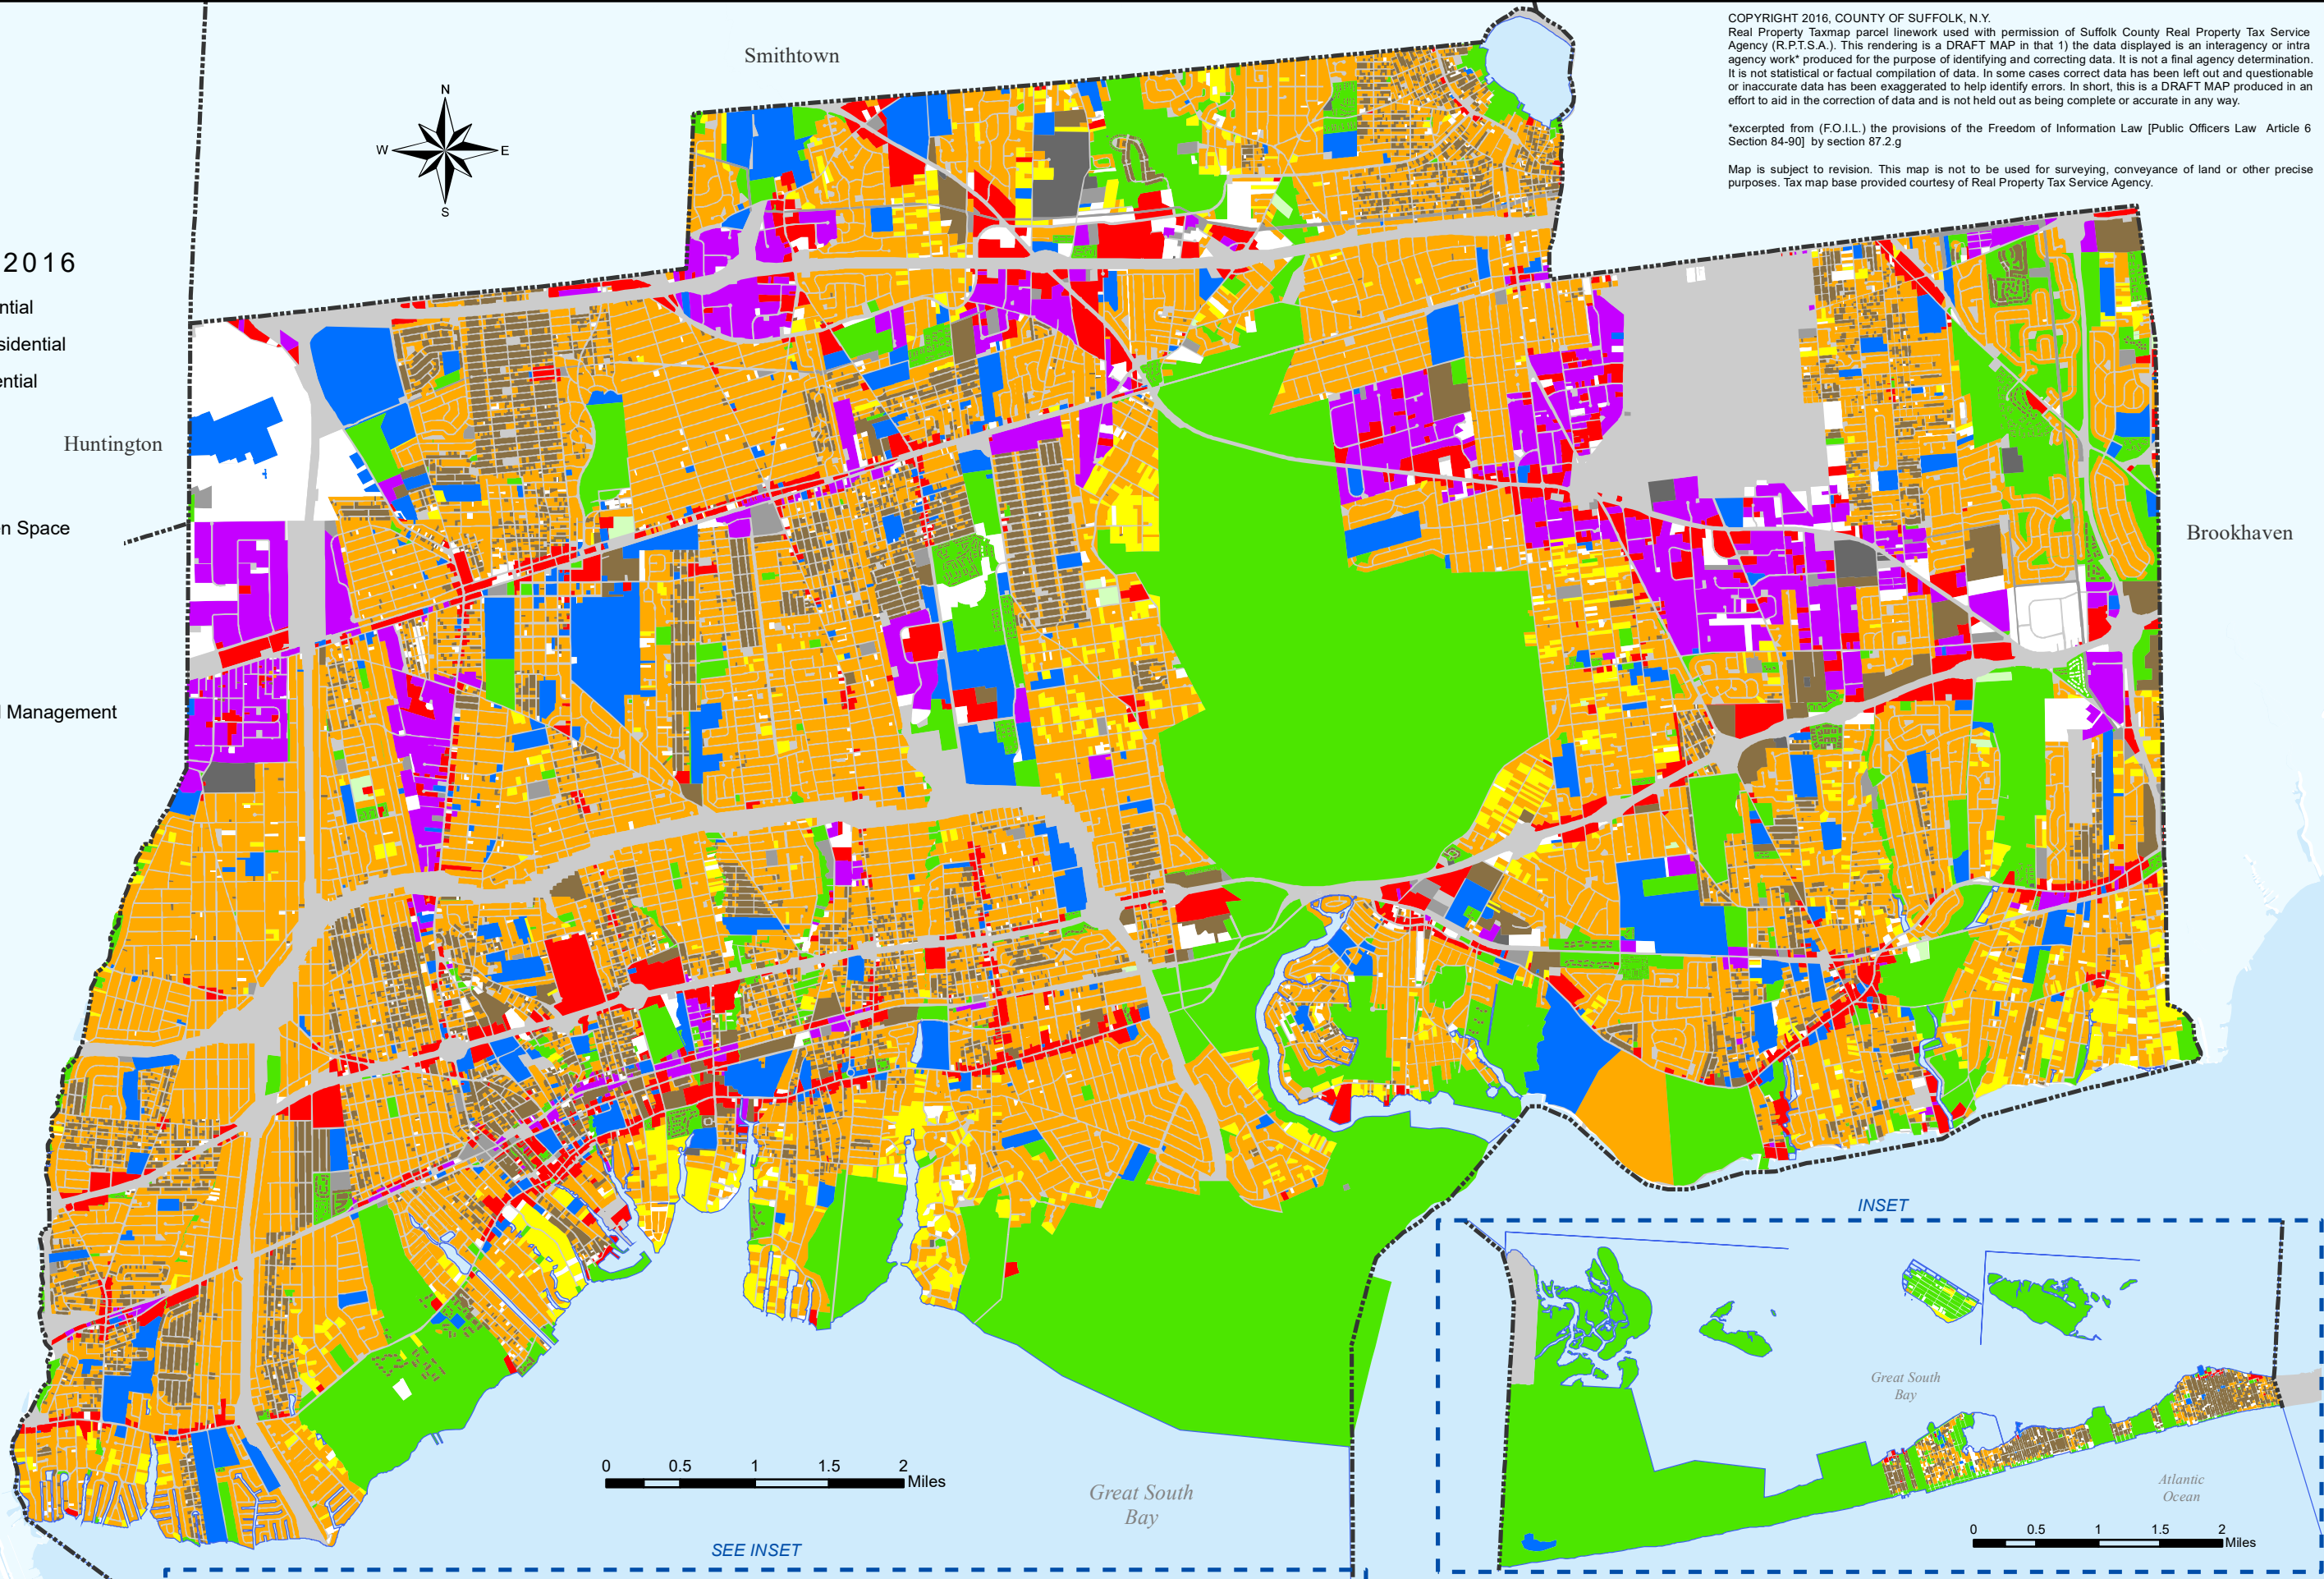 COPYRIGHT 2016, COUNTY OF SUFFOLK, N.Y.
Real Property Taxmap parcel linework used with permission of Suffolk County Real Property Tax Service
Agency (R.P.T.S.A.). This rendering is a DRAFT MAP in that 1) the data displayed is an interagency or intra
agency work* produced for the purpose of identifying and correcting data. It is not a final agency determination.
It is not statistical or factual compilation of data. In some cases correct data has been left out and questionable
or inaccurate data has been exaggerated to help identify errors. In short, this is a DRAFT MAP produced in an
effort to aid in the correction of data and is not held out as being complete or accurate in any way.
*excerpted from (F.O.I.L.) the provisions of the Freedom of Information Law [Public Officers Law Article 6
Section 84-90] by section 87.2.g
Map is subject to revision. This map is not to be used for surveying, conveyance of land or other precise
purposes. Tax map base provided courtesy of Real Property Tax Service Agency.
Smithtown
N
W E
S
2016
ntial
sidential
ential
Huntington
n Space
Brookhaven
l Management
INSET
Great South
Bay
Atlantic
Ocean
0 0.5 1 1.5 2
Miles
0 0.5 1 1.5 2
Miles
Great South
Bay
SEE INSET